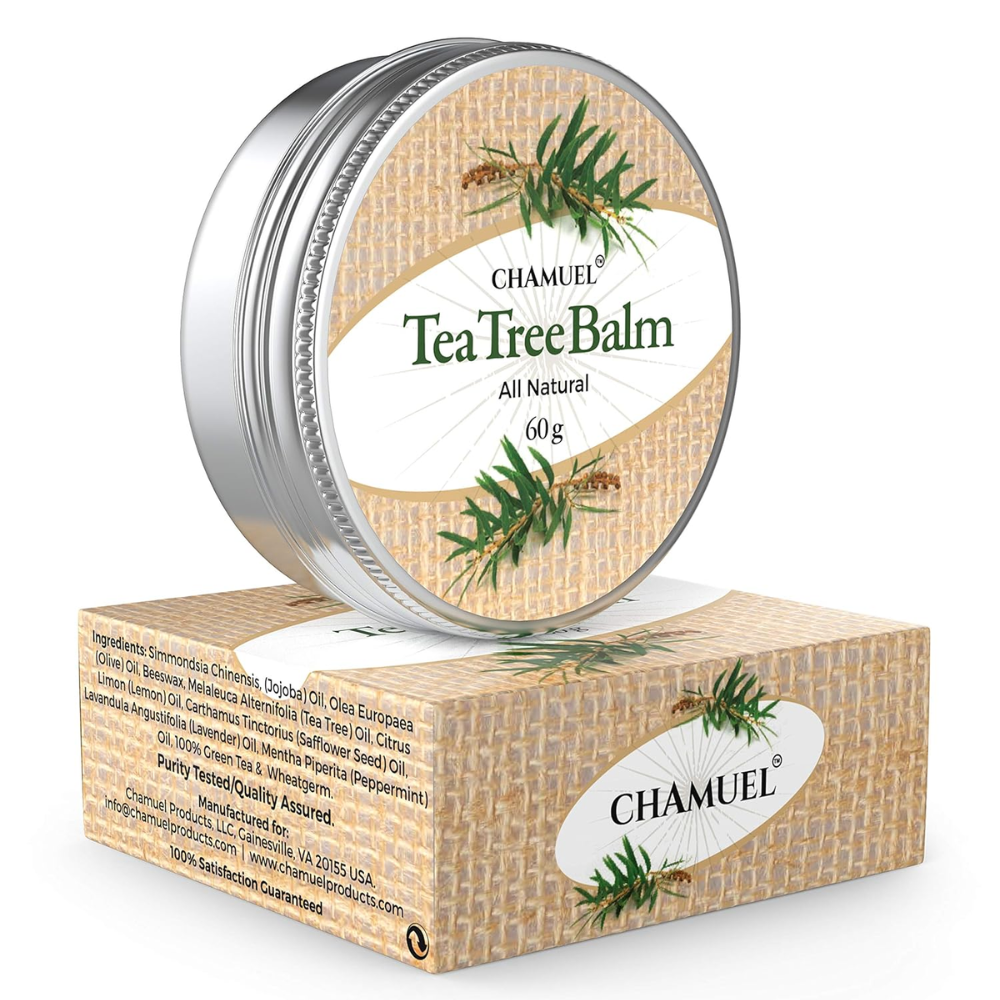 CHAMUEL™
Tea Tree Balm
All Natural
60 g
Ingredients: Simmondsia Chinensis, (Jojoba) Oil, Olea Europaea
(Olive) Oil, Beeswax, Melaleuca Alternifolia (Tea Tree) Oil, Citrus
Limon (Lemon) Oil, Carthamus Tinctorius (Safflower Seed) Oil,
Lavandula Angustifolia (Lavender) Oil, Mentha Piperita (Peppermint)
Oil, 100% Green Tea & Wheatgerm.
Purity Tested/Quality Assured.
Manufactured for:
Chamuel Products, LLC, Gainesville, VA 20155 USA,
info@chamuelproducts.com | www.chamuelproducts.com
100% Satisfaction Guaranteed
CHAMUEL™